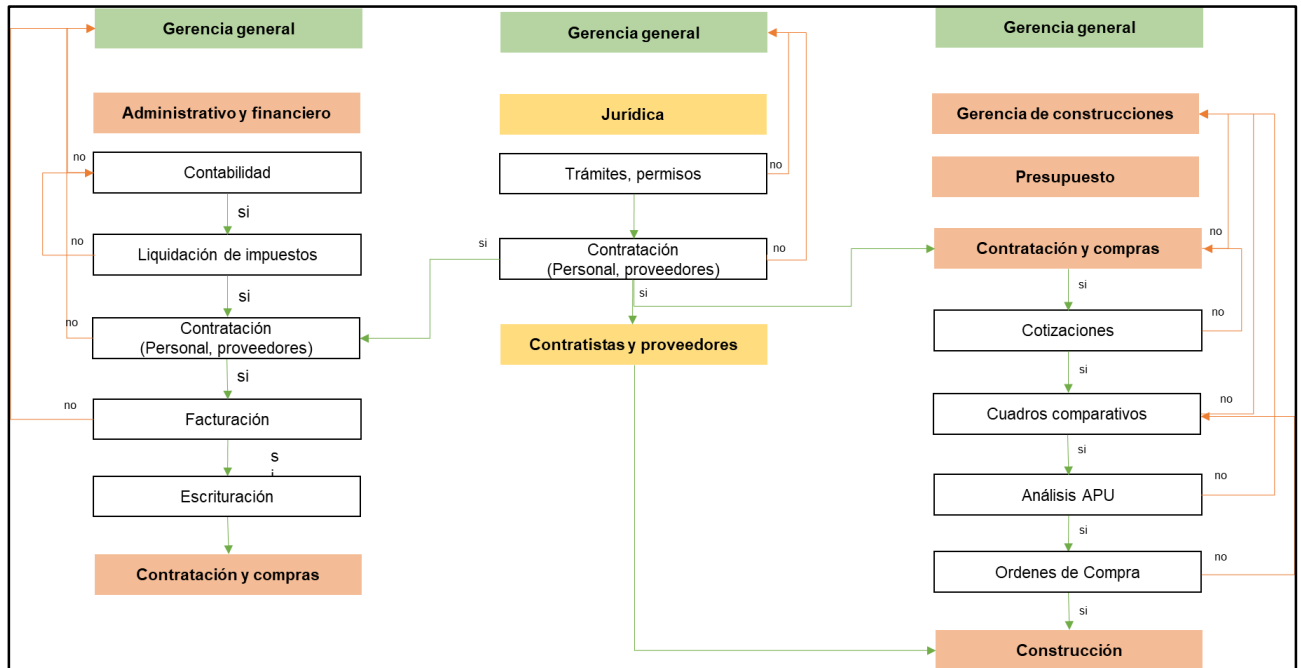 Gerencia general
Administrativo y financiero
no
Contabilidad
si
no
Liquidación de impuestos
si
no
Contratación
(Personal, proveedores)
si
no
Facturación
s
i
Escrituración
Contratación y compras
Gerencia general
Jurídica
Trámites, permisos
no
si
Contratación
(Personal, proveedores)
no
si
Contratistas y proveedores
Gerencia general
Gerencia de construcciones
Presupuesto
no
Contratación y compras
si
Cotizaciones
no
si
Cuadros comparativos
no
si
Análisis APU
no
si
Ordenes de Compra
no
si
Construcción